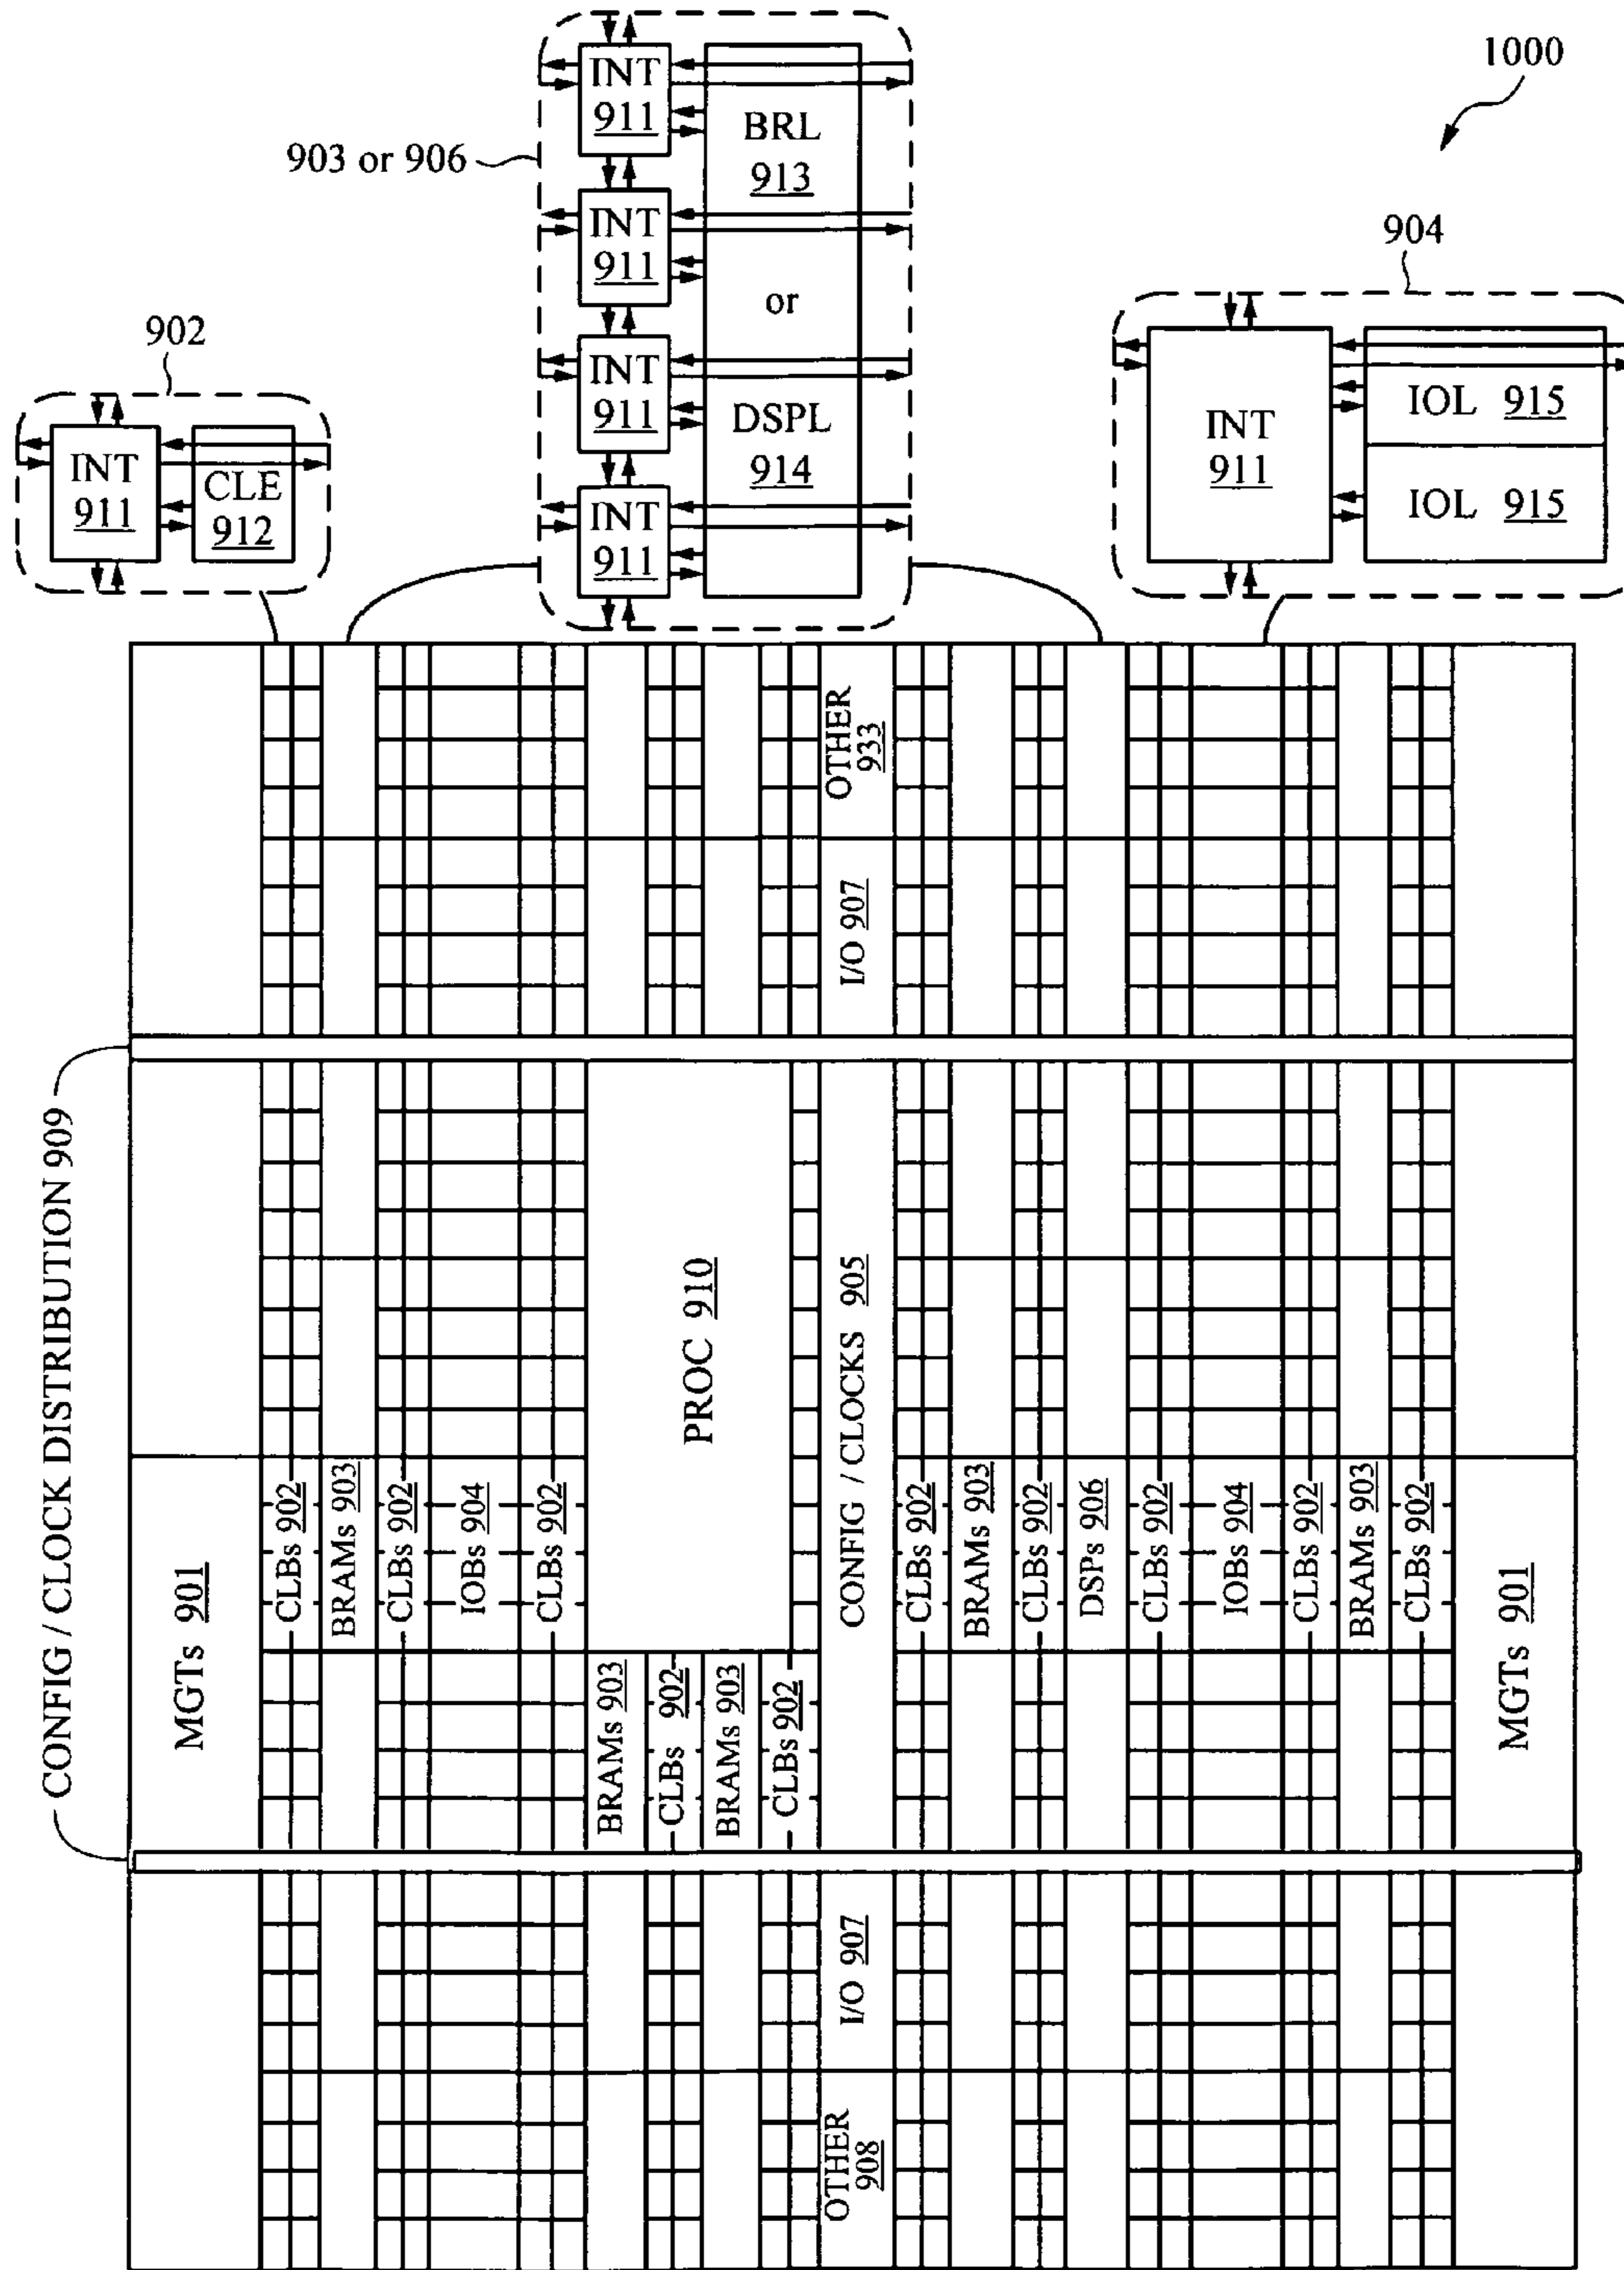 1000
903 or 906
INT
911
BRL
913
INT
911
or
INT
911
DSPL
914
INT
911
902
INT
911
CLE
912
904
INT
911
IOL 915
IOL 915
OTHER
933
I/O 907
CONFIG / CLOCK DISTRIBUTION 909
PROC 910
CONFIG / CLOCKS 905
MGTs 901
CLBs 902
BRAMs 903
CLBs 902
IOBs 904
CLBs 902
BRAMs 903
CLBs 902
BRAMs 903
CLBs 902
CLBs 902
BRAMs 903
CLBs 902
DSPs 906
CLBs 902
IOBs 904
CLBs 902
BRAMs 903
CLBs 902
MGTs 901
I/O 907
OTHER
908